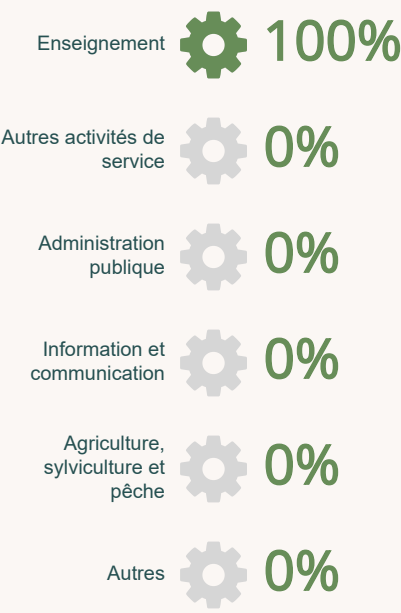 Enseignement 100%
Autres activités de
service 0%
Administration
publique 0%
Information et
communication 0%
Agriculture,
sylviculture et
pêche 0%
Autres 0%